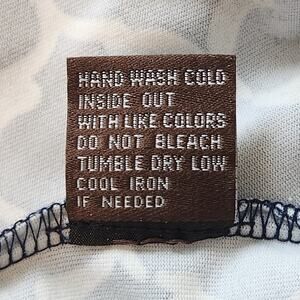 HAND WASH COLD
INSIDE OUT
WITH LIKE COLORS
DO NOT BLEACH
TUMBLE DRY LOW
COOL IRON
IF NEEDED